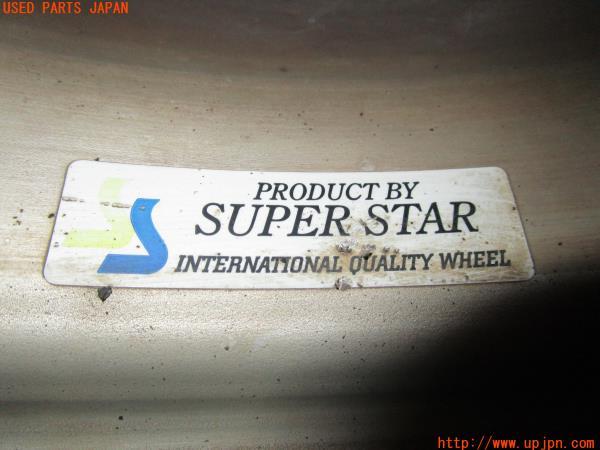 USED PARTS JAPAN
PRODUCT BY
SUPER STAR
INTERNATIONAL QUALITY WHEEL
http://www.upjpn.com/